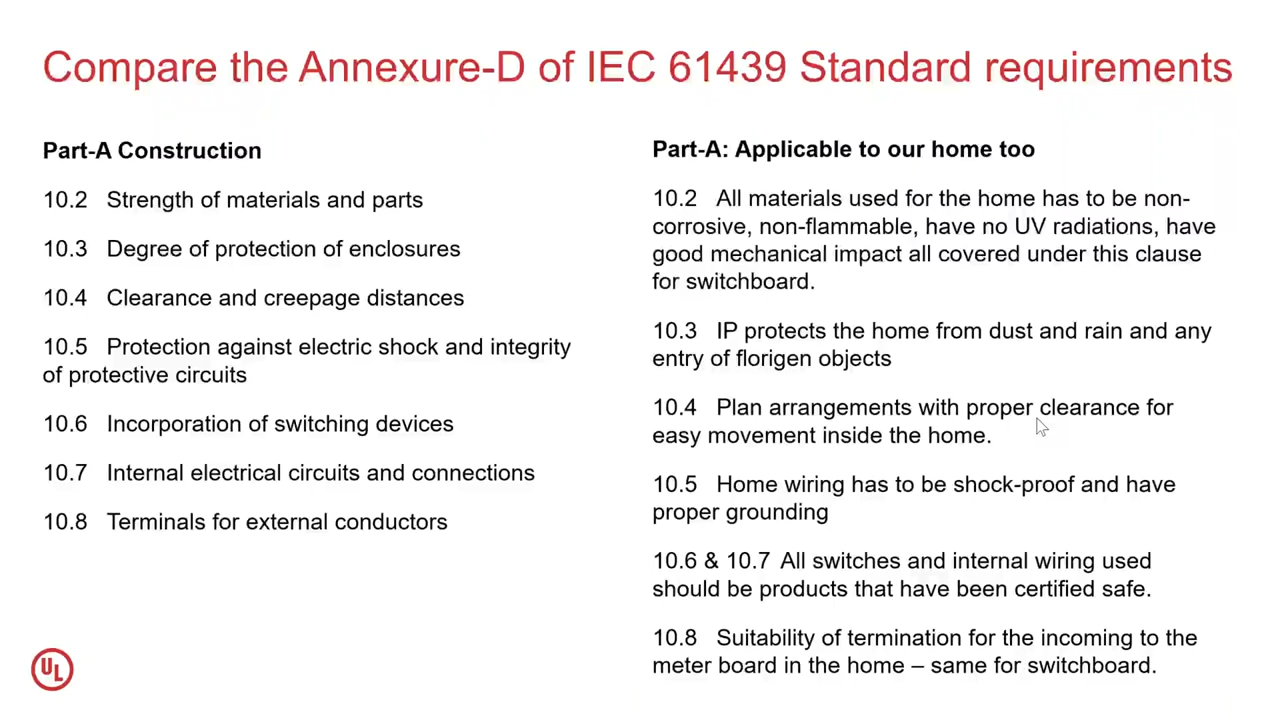 Compare the Annexure-D of IEC 61439 Standard requirements
Part-A Construction
10.2 Strength of materials and parts
10.3 Degree of protection of enclosures
10.4 Clearance and creepage distances
10.5 Protection against electric shock and integrity
of protective circuits
10.6 Incorporation of switching devices
10.7 Internal electrical circuits and connections
10.8 Terminals for external conductors
Part-A: Applicable to our home too
10.2 All materials used for the home has to be non-
corrosive, non-flammable, have no UV radiations, have
good mechanical impact all covered under this clause
for switchboard.
10.3 IP protects the home from dust and rain and any
entry of florigen objects
10.4 Plan arrangements with proper clearance for
easy movement inside the home.
10.5 Home wiring has to be shock-proof and have
proper grounding
10.6 & 10.7 All switches and internal wiring used
should be products that have been certified safe.
10.8 Suitability of termination for the incoming to the
meter board in the home – same for switchboard.
UL